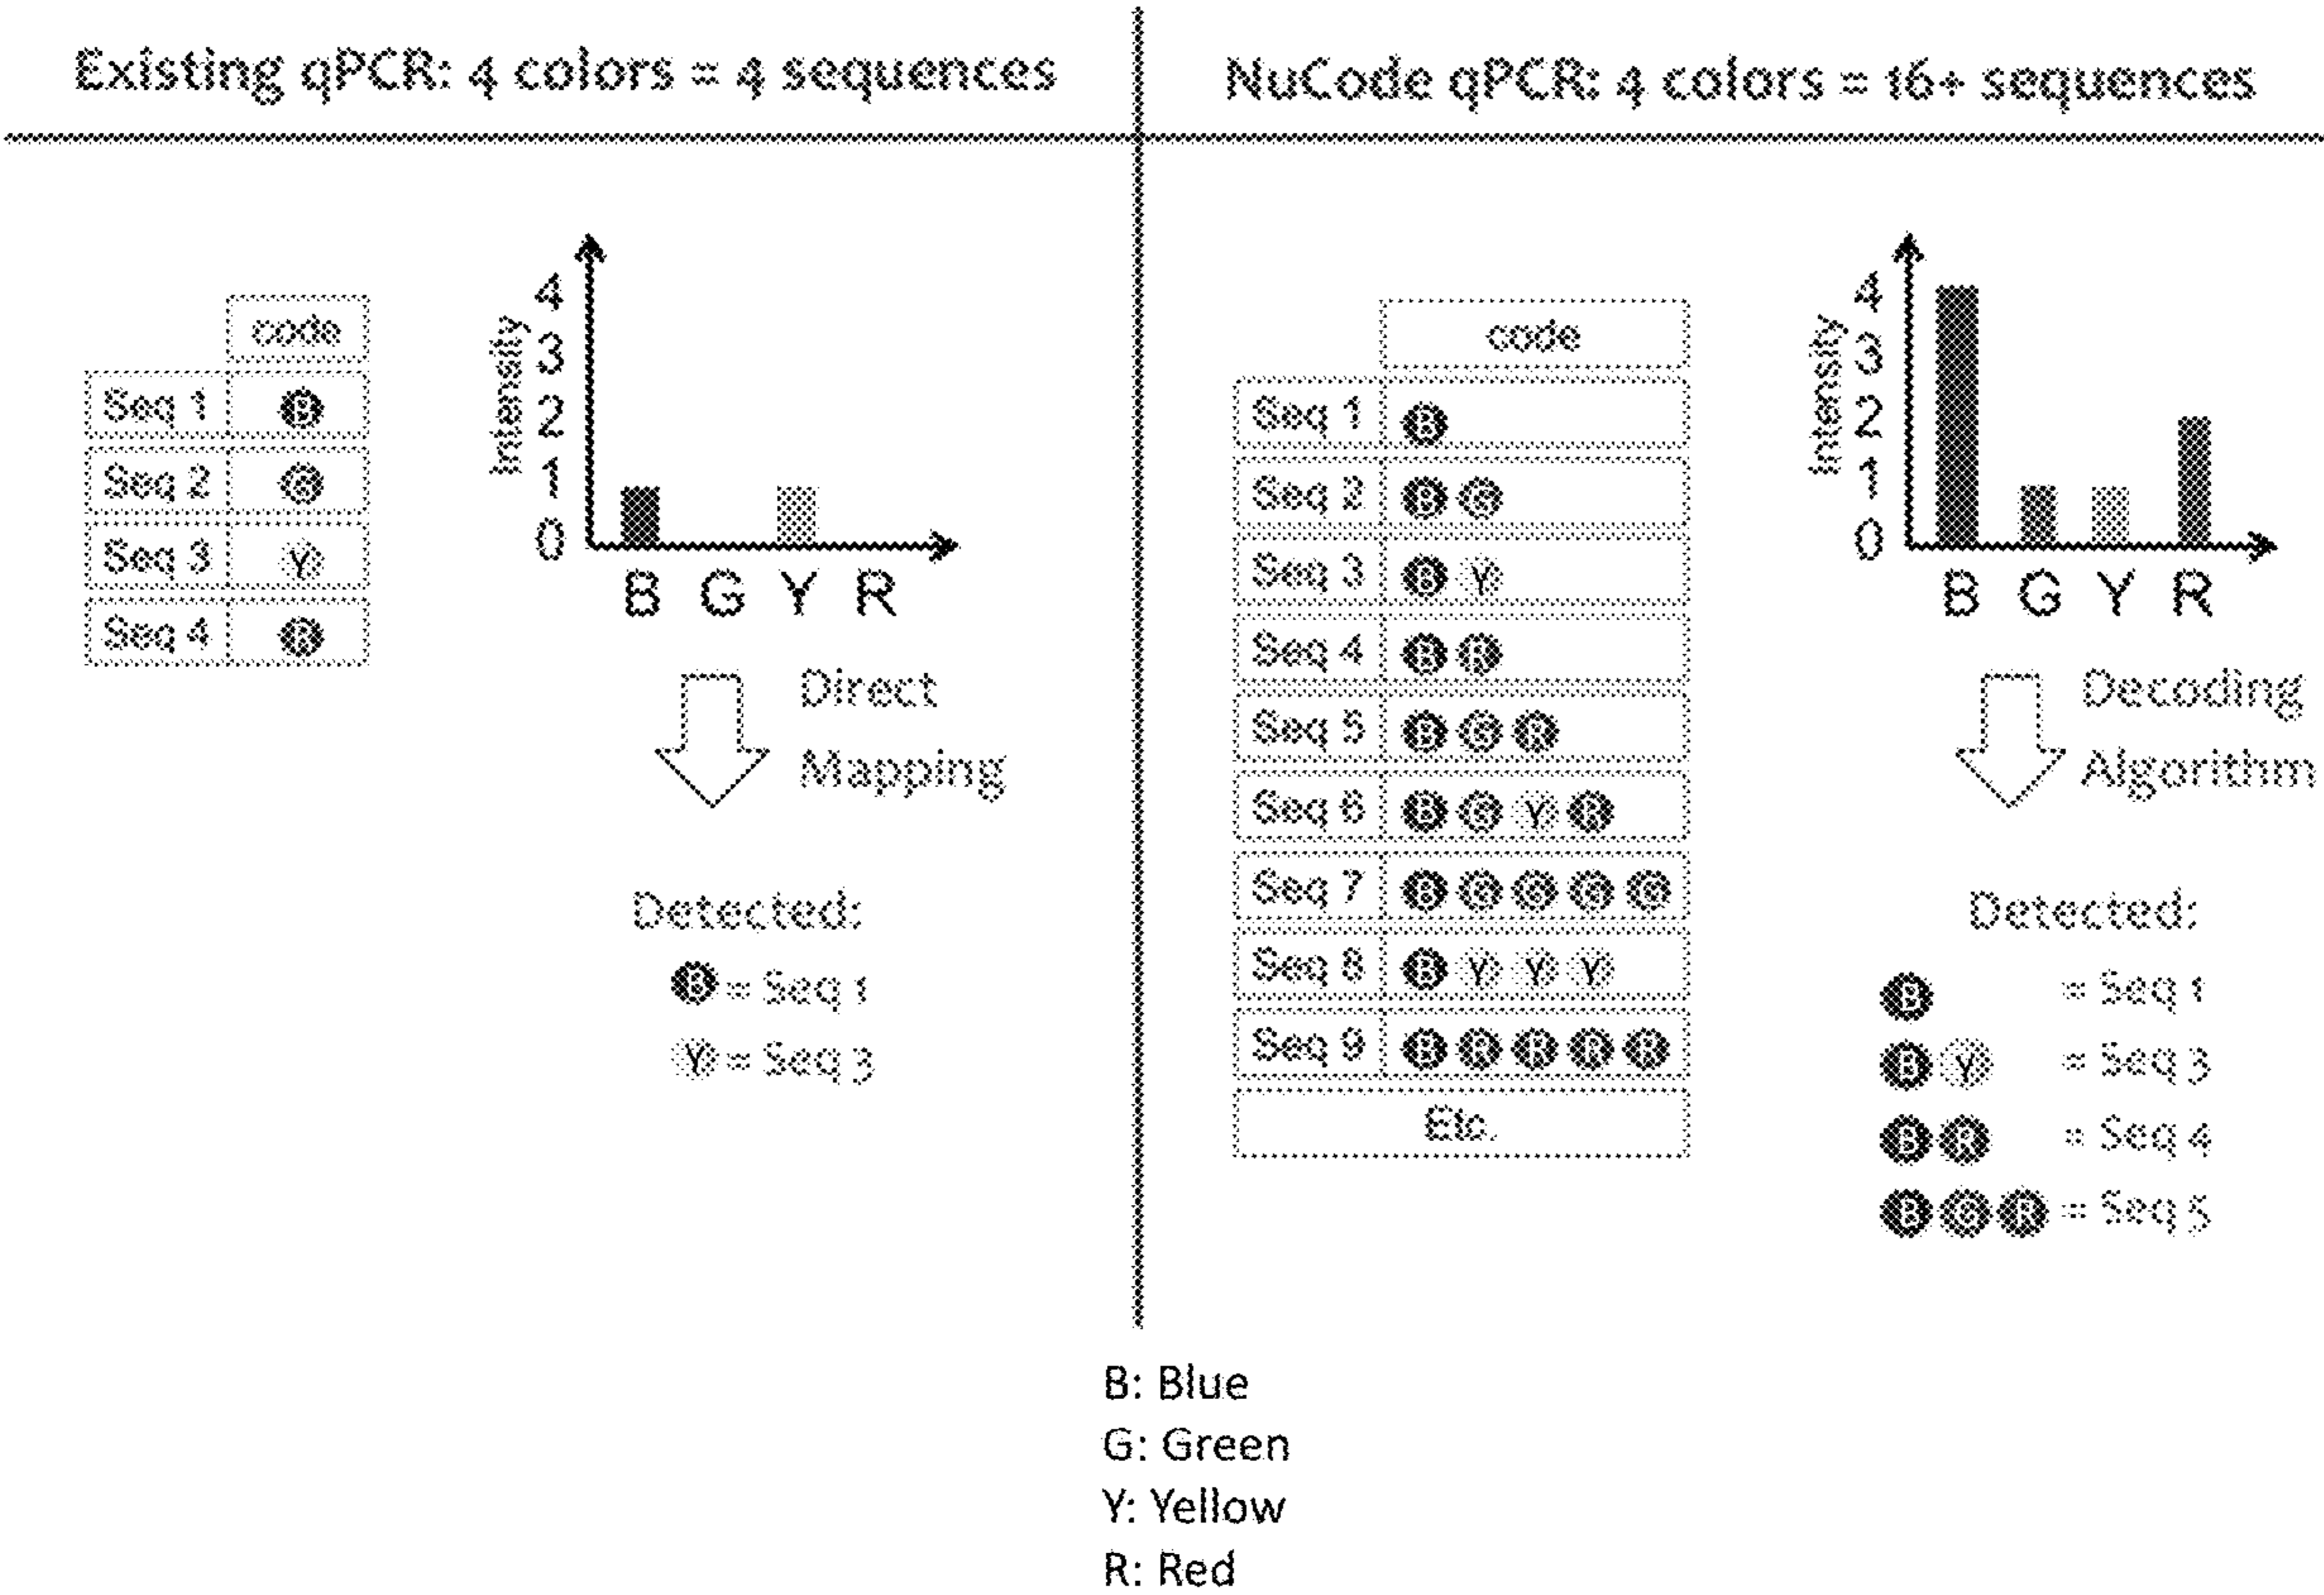 Existing qPCR: 4 colors = 4 sequences
code
Seq 1 B
Seq 2 G
Seq 3 Y
Seq 4 R
Intensity
4
3
2
1
0
B G Y R
Direct
Mapping
Detected:
B = Seq 1
Y = Seq 3
NuCode qPCR: 4 colors = 16+ sequences
code
Seq 1 B
Seq 2 B G
Seq 3 B Y
Seq 4 B R
Seq 5 B G R
Seq 6 B G Y R
Seq 7 B G G G G
Seq 8 B Y Y Y
Seq 9 B R R R R
Etc.
Intensity
4
3
2
1
0
B G Y R
Decoding
Algorithm
Detected:
B = Seq 1
B Y = Seq 3
B R = Seq 4
B G R = Seq 5
B: Blue
G: Green
Y: Yellow
R: Red